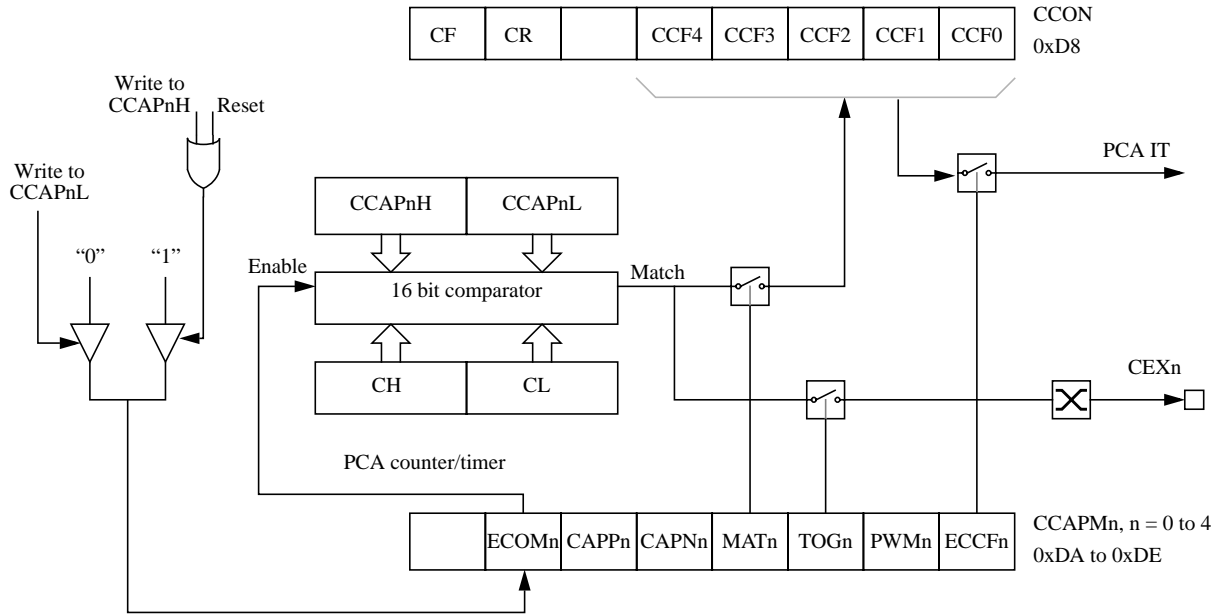 CF CR CCF4 CCF3 CCF2 CCF1 CCF0
CCON
0xD8
Write to
CCAPnH Reset
Write to
CCAPnL
PCA IT
CCAPnH CCAPnL
“0” “1”
Enable
16 bit comparator
Match
CH CL
CEXn
PCA counter/timer
ECOMn CAPPn CAPNn MATn TOGn PWMn ECCFn
CCAPMn, n = 0 to 4
0xDA to 0xDE